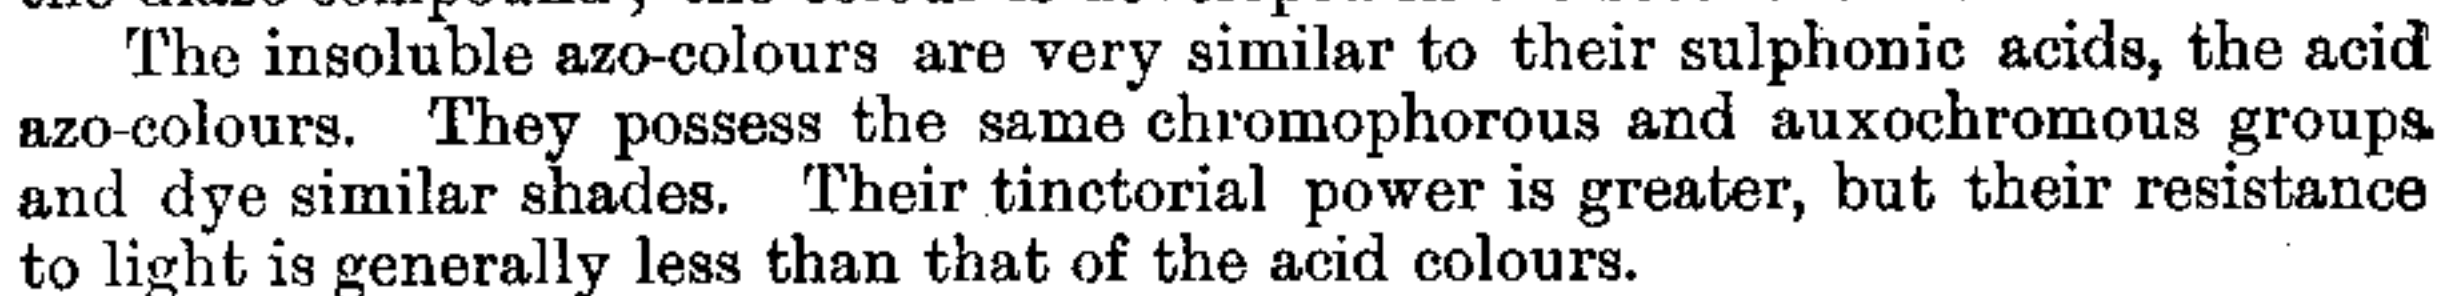 The insoluble azo-colours are very similar to their sulphonic acids, the acid
azo-colours. They possess the same chromophorous and auxochromous groups
and dye similar shades. Their tinctorial power is greater, but their resistance
to light is generally less than that of the acid colours.